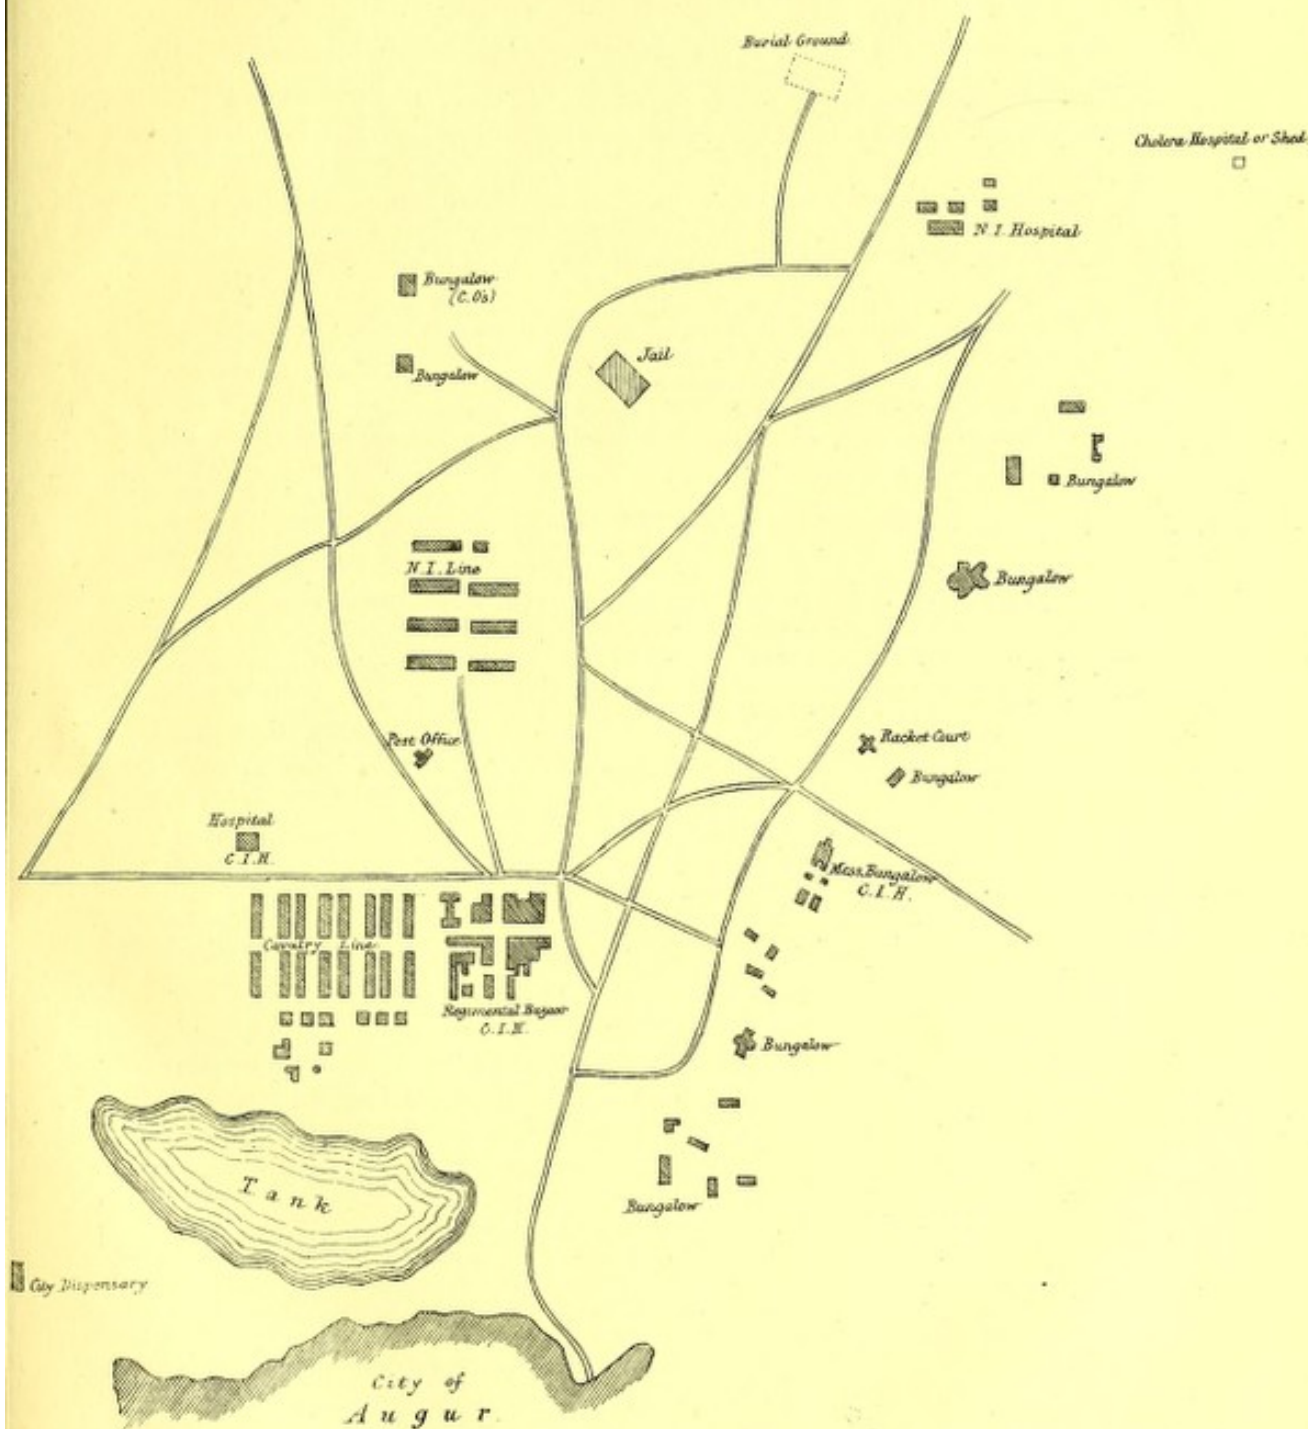 Burial Ground
Cholera Hospital or Shed
N.I. Hospital
Bungalow
(C.O's)
Jail
Bungalow
Bungalow
N.I. Line
Bungalow
Post Office
Racket Court
Bungalow
Hospital
C.I.H.
Mess Bungalow
C.I.H.
Cavalry Line
Regimental Bazaar
C.I.H.
Bungalow
Tank
Bungalow
City Dispensary
City of
Augur.